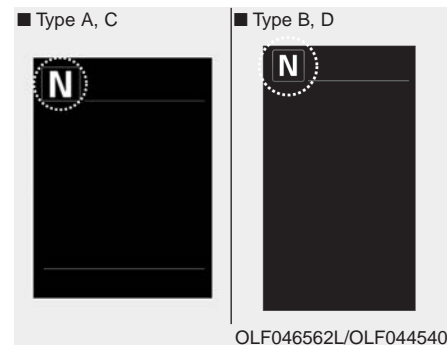 ■ Type A, C
■ Type B, D
N
N
OLF046562L/OLF044540